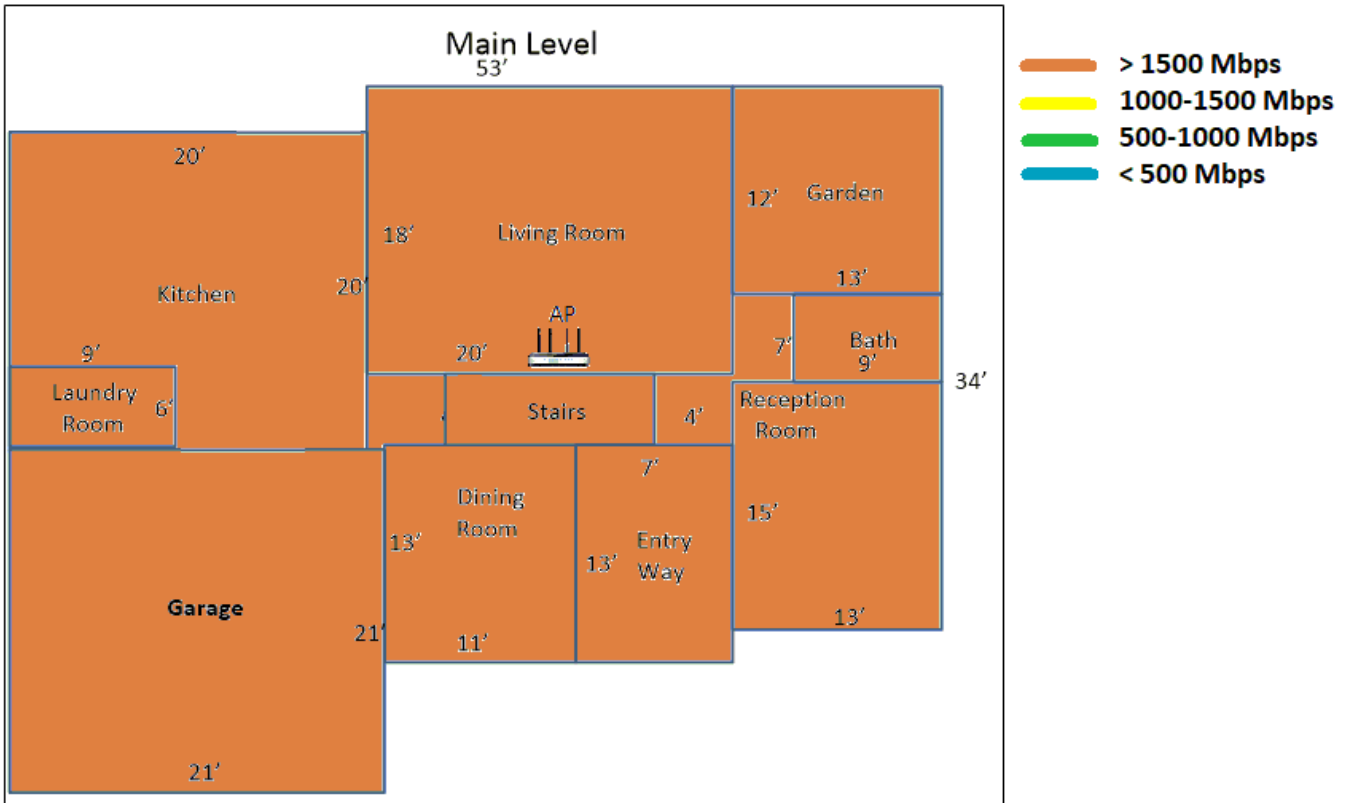 Main Level
53'
> 1500 Mbps
1000-1500 Mbps
500-1000 Mbps
< 500 Mbps
20'
Kitchen
20'
9'
Laundry
Room
6'
18'
Living Room
AP
20'
12'
Garden
13'
7'
Bath
9'
34'
Stairs
4'
Reception
Room
15'
13'
Dining
Room
13'
11'
7'
Entry
Way
13'
Garage
21'
21'